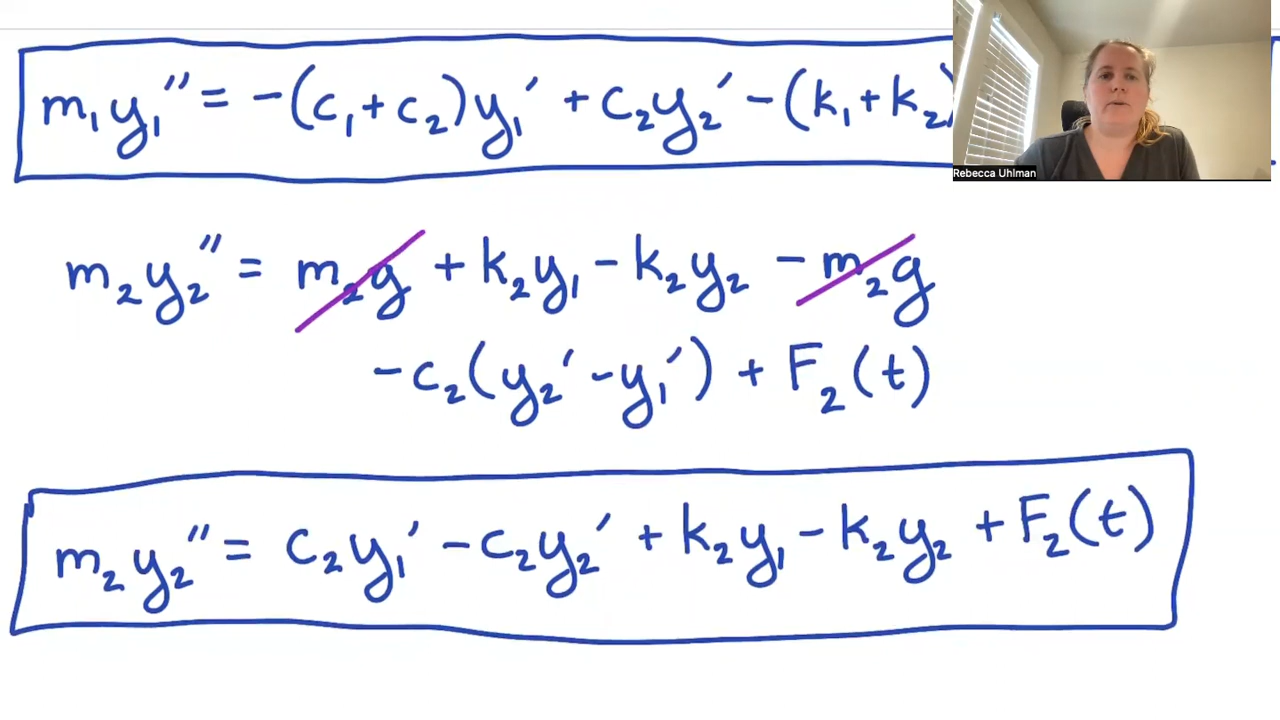 m₁y₁'' = -(c₁+c₂)y₁' + c₂y₂' - (k₁+k₂)
Rebecca Uhlman
m₂y₂'' = m₂g + k₂y₁ - k₂y₂ - m₂g
-c₂(y₂' - y₁') + F₂(t)
m₂y₂'' = c₂y₁' - c₂y₂' + k₂y₁ - k₂y₂ + F₂(t)